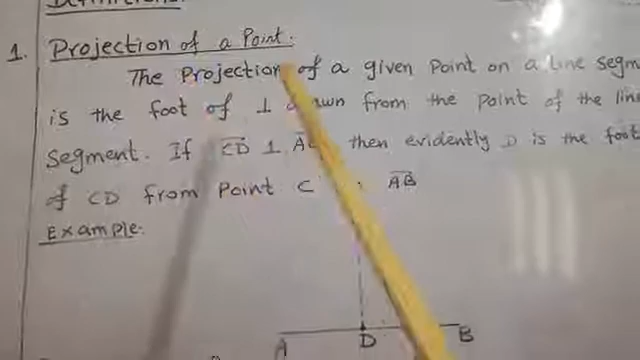 Definitions:
1. Projection of a Point.
The Projection of a given Point on a line segm
is the foot of ⊥ drawn from the point of the line
segment. If CD ⊥ A then evidently D is the foot
of CD from Point C AB
Example:
A D B